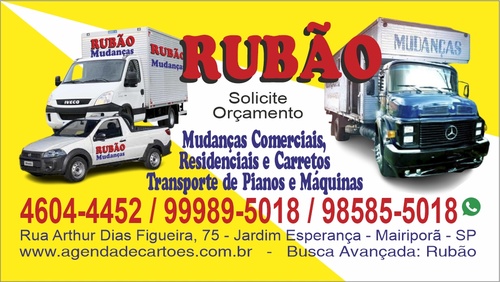 RUBÃO
Mudanças
MUDANÇAS
RUBÃO
Solicite
Orçamento
IVECO
RUBÃO
Mudanças
Mudanças Comerciais,
Residenciais e Carretos
Transporte de Pianos e Máquinas
4604-4452 / 99989-5018 / 98585-5018
Rua Arthur Dias Figueira, 75 - Jardim Esperança - Mairiporã - SP
www.agendadecartoes.com.br - Busca Avançada: Rubão